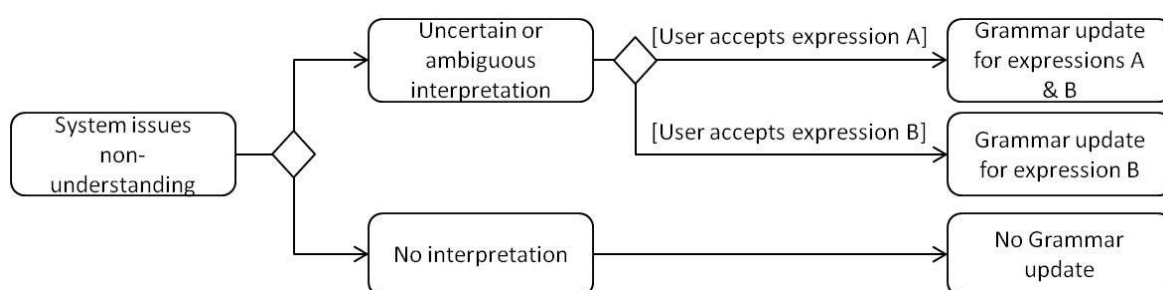 System issues
non-
understanding
Uncertain or
ambiguous
interpretation
[User accepts expression A]
Grammar update
for expressions A
& B
[User accepts expression B]
Grammar update
for expression B
No interpretation
No Grammar
update